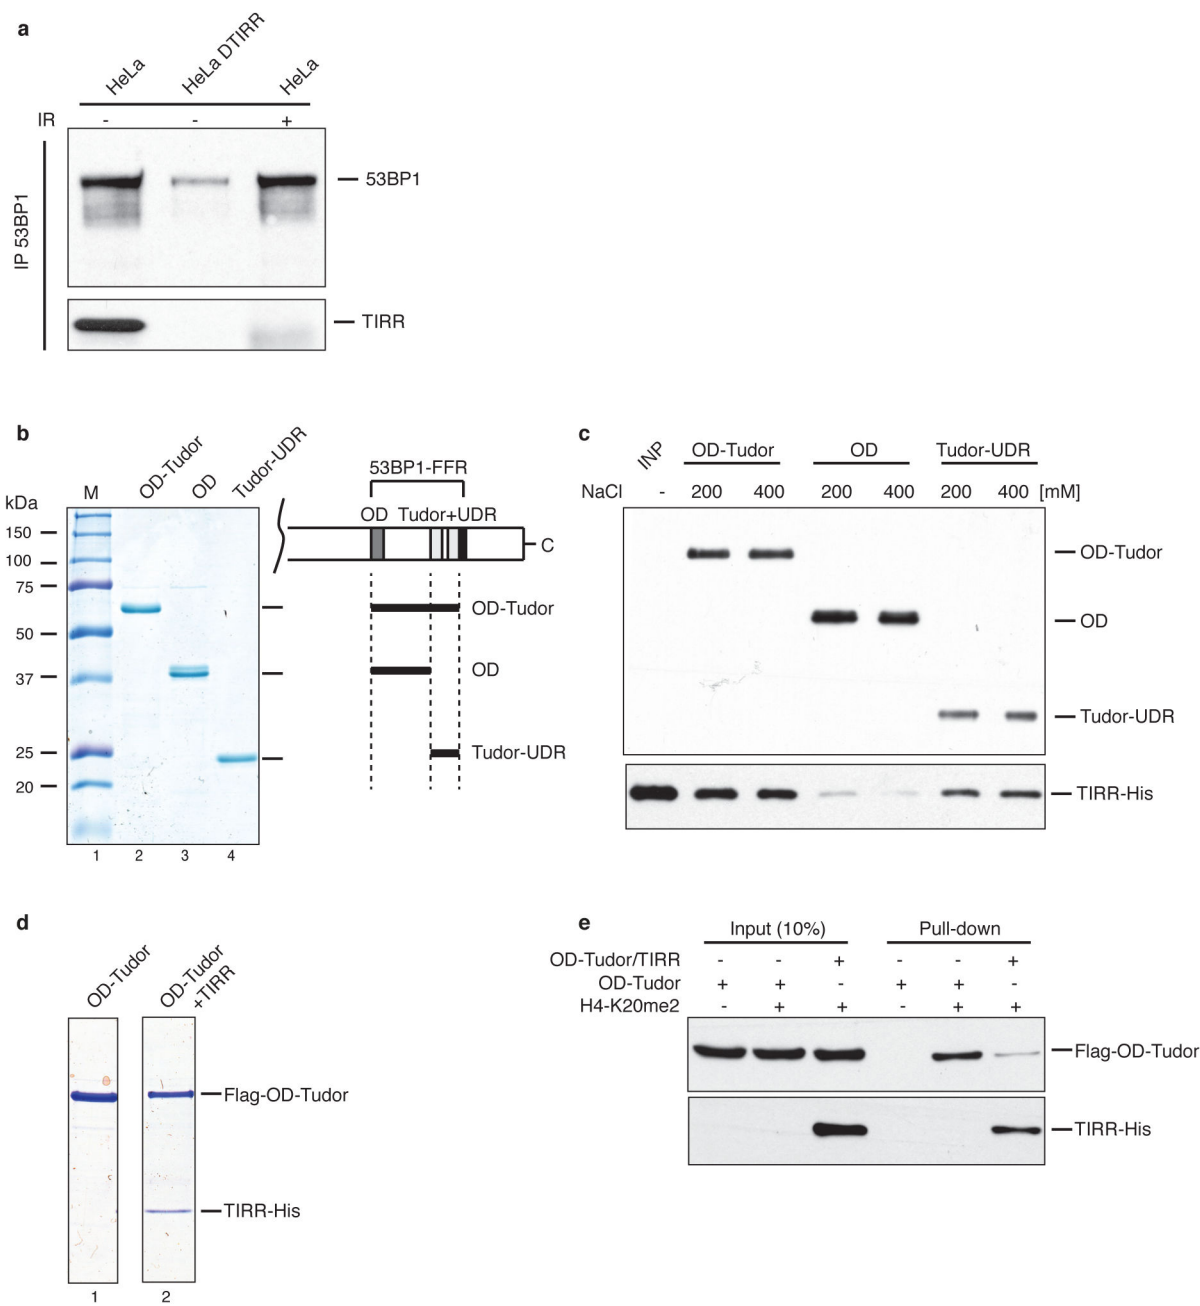 a
HeLa
HeLa DTIRR
HeLa
IR - - +
IP 53BP1
53BP1
TIRR
b
kDa
M
OD-Tudor
OD
Tudor-UDR
150
100
75
50
37
25
20
1 2 3 4
53BP1-FFR
OD Tudor+UDR
C
OD-Tudor
OD
Tudor-UDR
c
INP OD-Tudor OD Tudor-UDR
NaCl - 200 400 200 400 200 400 [mM]
OD-Tudor
OD
Tudor-UDR
TIRR-His
d
OD-Tudor
OD-Tudor
+TIRR
Flag-OD-Tudor
TIRR-His
1 2
e
Input (10%) Pull-down
OD-Tudor/TIRR - - + - - +
OD-Tudor + + - + + -
H4-K20me2 - + + - + +
Flag-OD-Tudor
TIRR-His